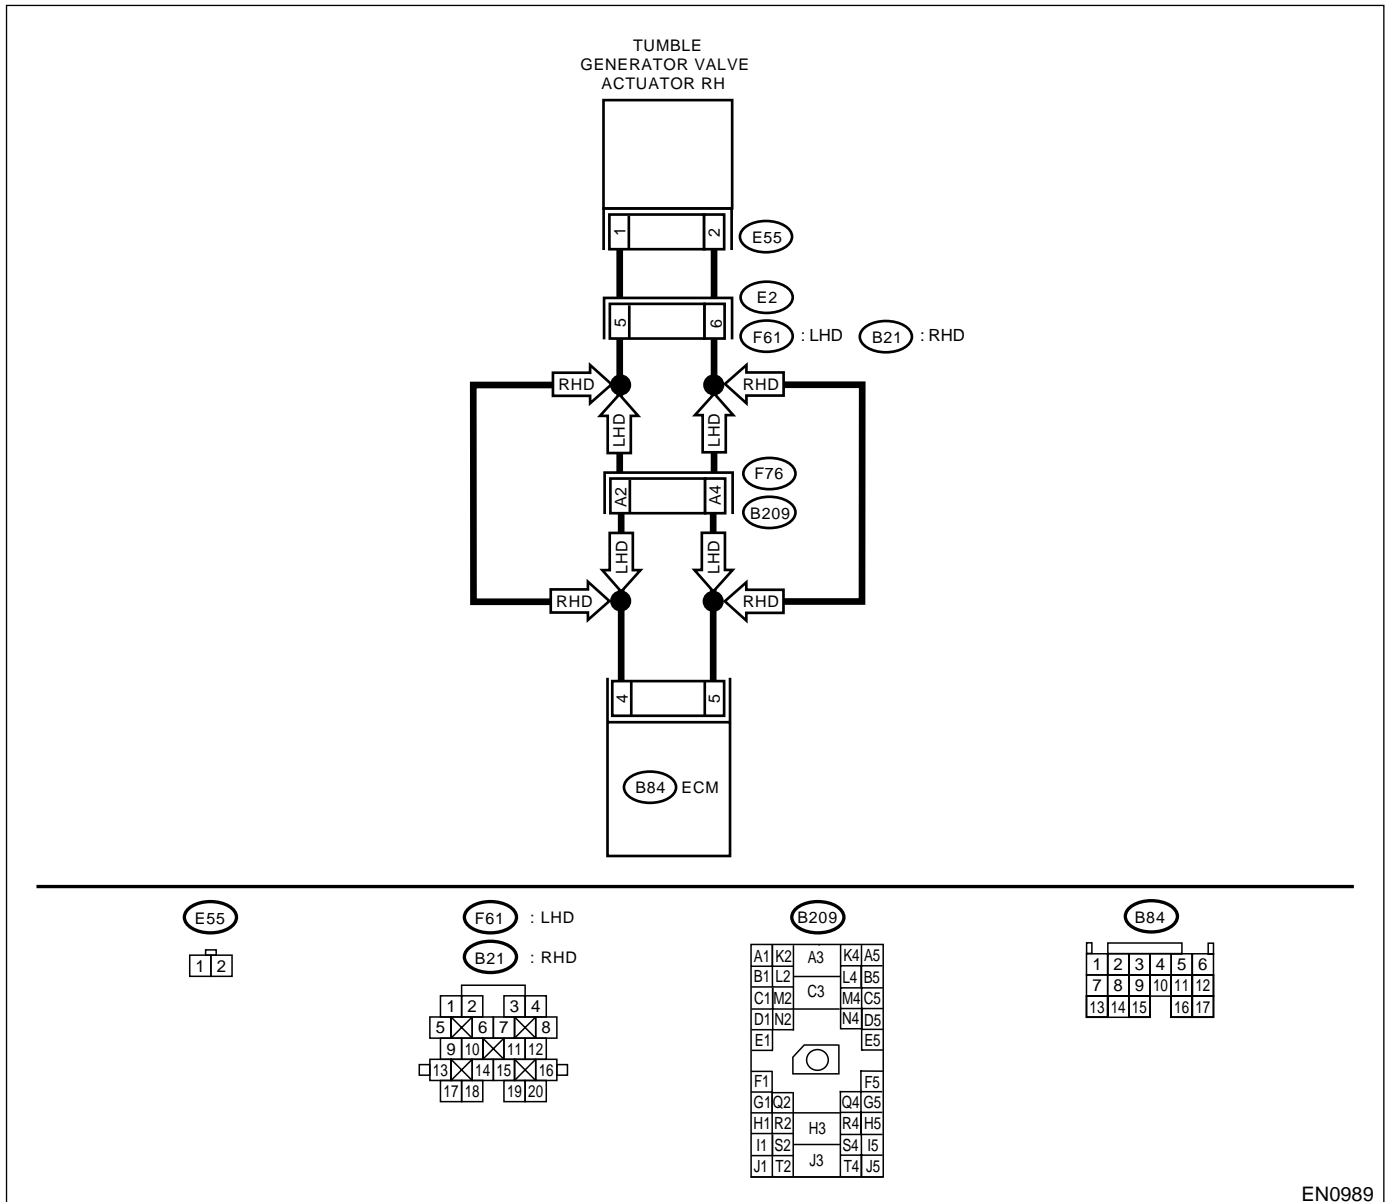 TUMBLE
GENERATOR VALVE
ACTUATOR RH
1 2 E55
E2
5 6
F61 : LHD B21 : RHD
RHD RHD
LHD LHD
F76
A2 A4
B209
LHD LHD
RHD RHD
4 5
B84 ECM
E55
1 2
F61 : LHD
B21 : RHD
1 2 3 4
5 6 7 8
9 10 11 12
13 14 15 16
17 18 19 20
B209
A1 K2 A3 K4 A5
B1 L2 L4 B5
C1 M2 C3 M4 C5
D1 N2 N4 D5
E1 E5
F1 F5
G1 Q2 Q4 G5
H1 R2 H3 R4 H5
I1 S2 S4 I5
J1 T2 J3 T4 J5
B84
1 2 3 4 5 6
7 8 9 10 11 12
13 14 15 16 17
EN0989